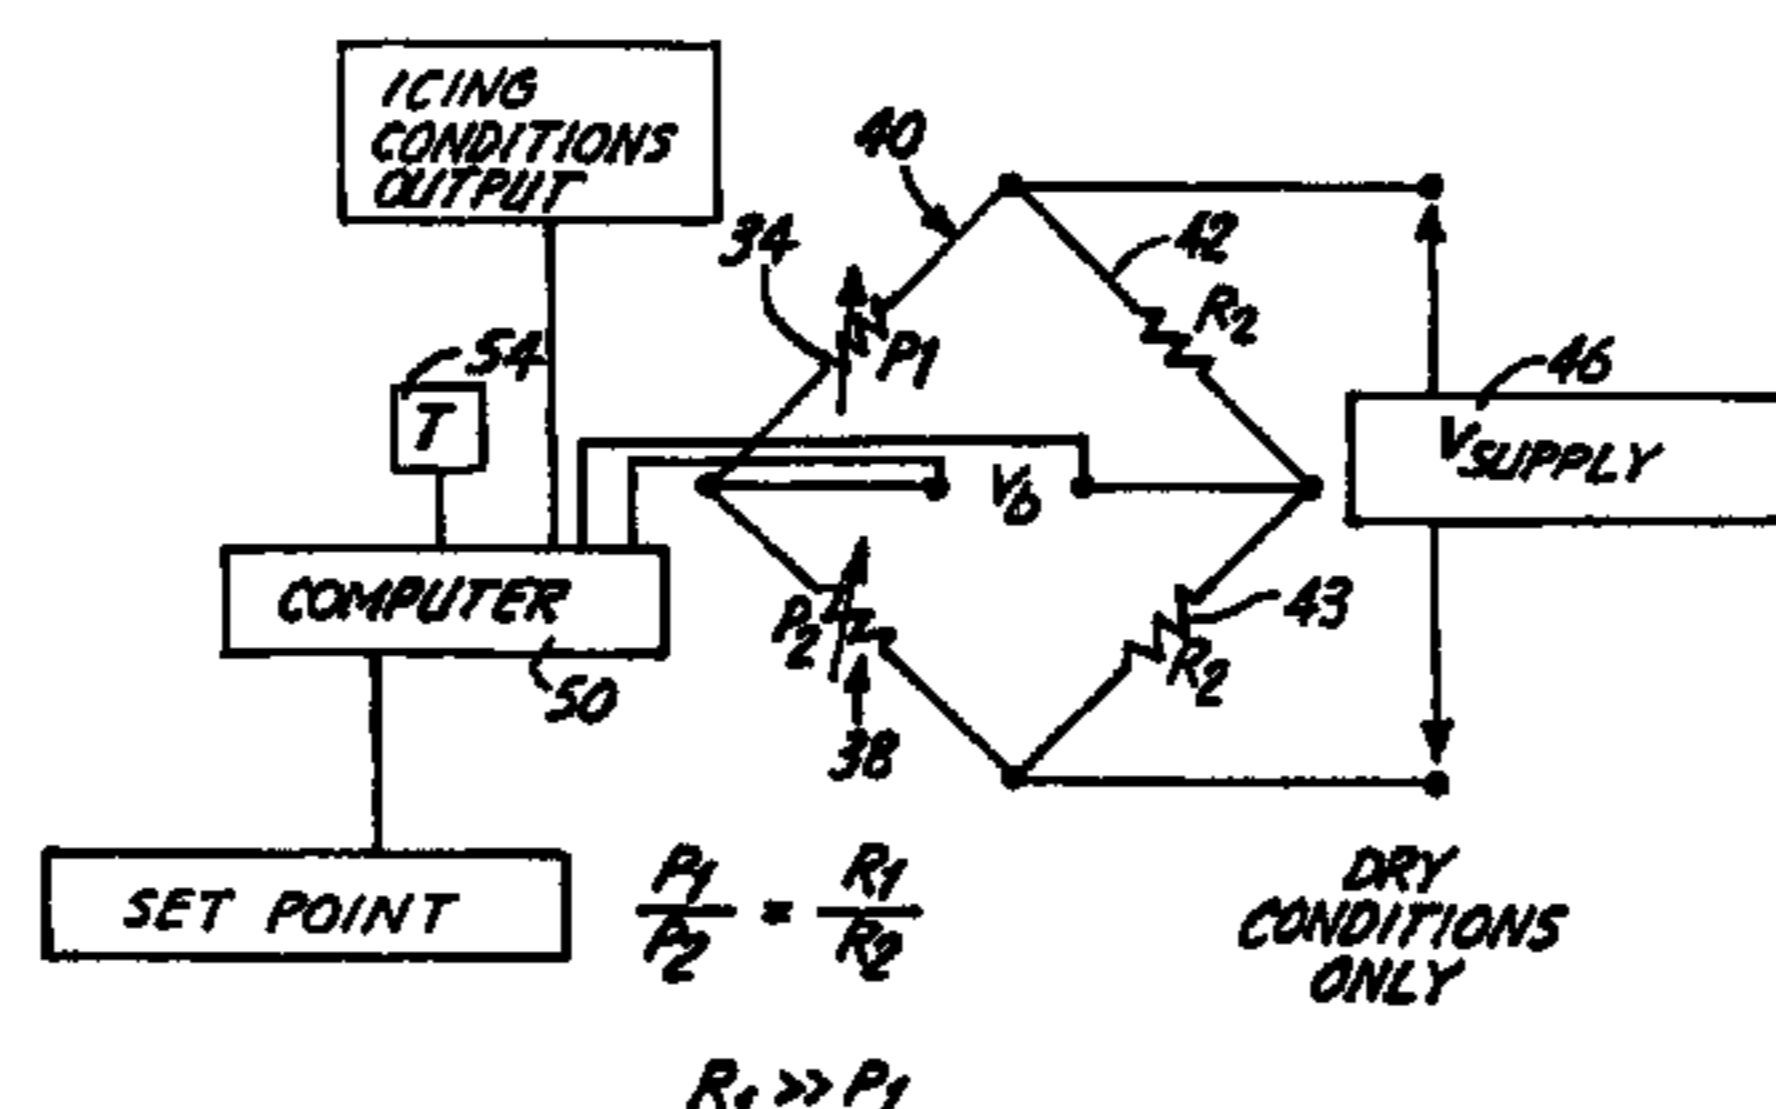 ICING
CONDITIONS
OUTPUT
40
34
42
R2
P1
54
T
46
VSUPPLY
Vb
COMPUTER
50
P2
43
R2
38
SET POINT
P1/P2 = R1/R2
DRY
CONDITIONS
ONLY
R1 >> P1